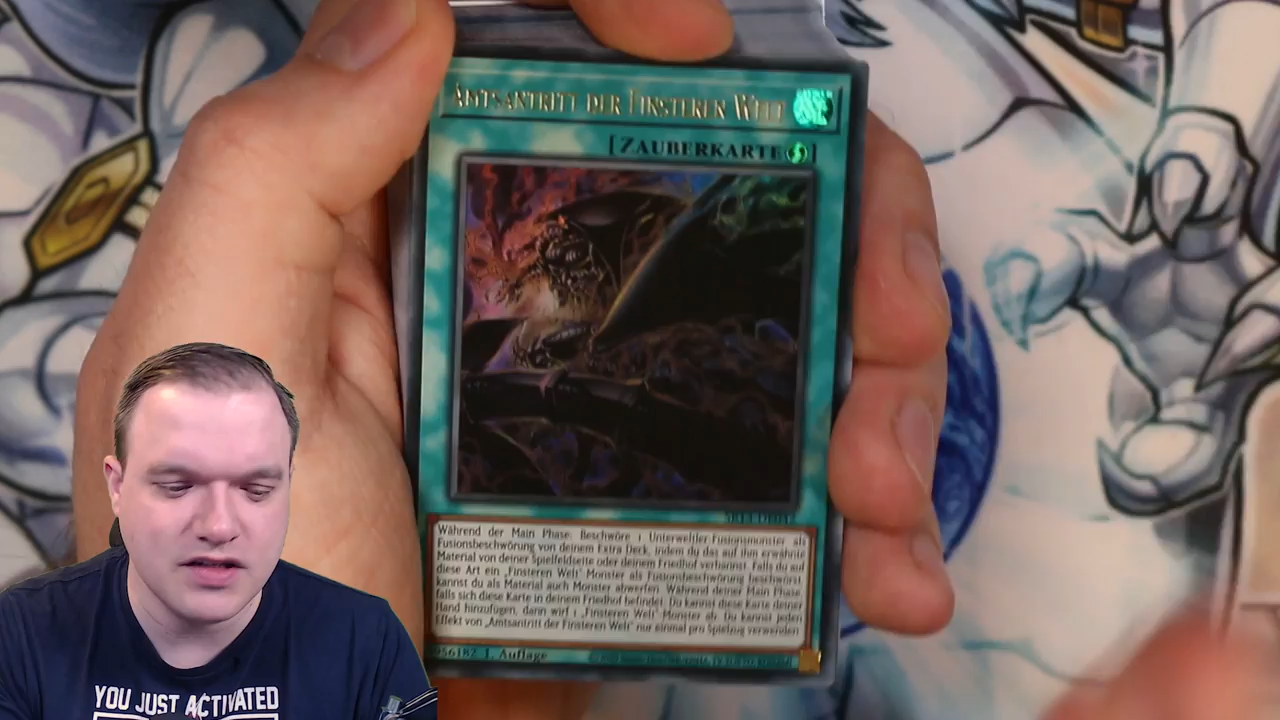 AMTSANTRITT DER FINSTEREN WELT
[ZAUBERKARTE]
Während der Main Phase: Beschwöre 1 Unterweltler-Fusionsmonster als
Fusionsbeschwörung von deinem Extra Deck, indem du das auf ihm erwähnte
Material von deiner Spielfeldseite oder deinem Friedhof verbannst. Falls du auf
diese Art ein „Finsteren Welt“ Monster als Fusionsbeschwörung beschwörst,
kannst du als Material auch Monster abwerfen. Während deiner Main Phase,
falls sich diese Karte in deinem Friedhof befindet: Du kannst diese Karte deiner
Hand hinzufügen, dann wirf 1 „Finsteren Welt“ Monster ab. Du kannst jeden
Effekt von „Amtsantritt der Finsteren Welt“ nur einmal pro Spielzug verwenden.
1. Auflage
YOU JUST ACTIVATED